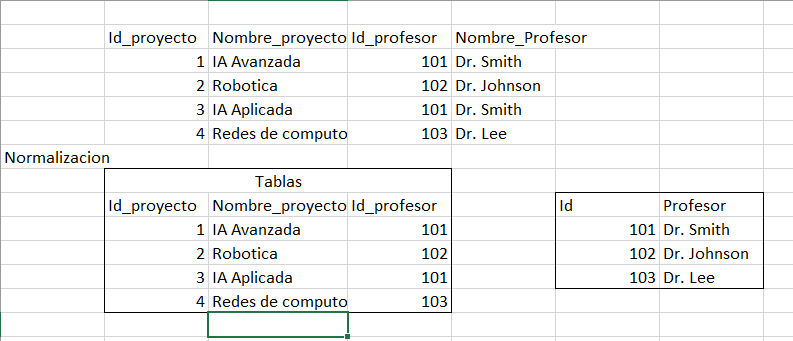 Id_proyecto Nombre_proyecto Id_profesor Nombre_Profesor
1 IA Avanzada 101 Dr. Smith
2 Robotica 102 Dr. Johnson
3 IA Aplicada 101 Dr. Smith
4 Redes de computo 103 Dr. Lee
Normalizacion
Tablas
Id_proyecto Nombre_proyecto Id_profesor Id Profesor
1 IA Avanzada 101 101 Dr. Smith
2 Robotica 102 102 Dr. Johnson
3 IA Aplicada 101 103 Dr. Lee
4 Redes de computo 103